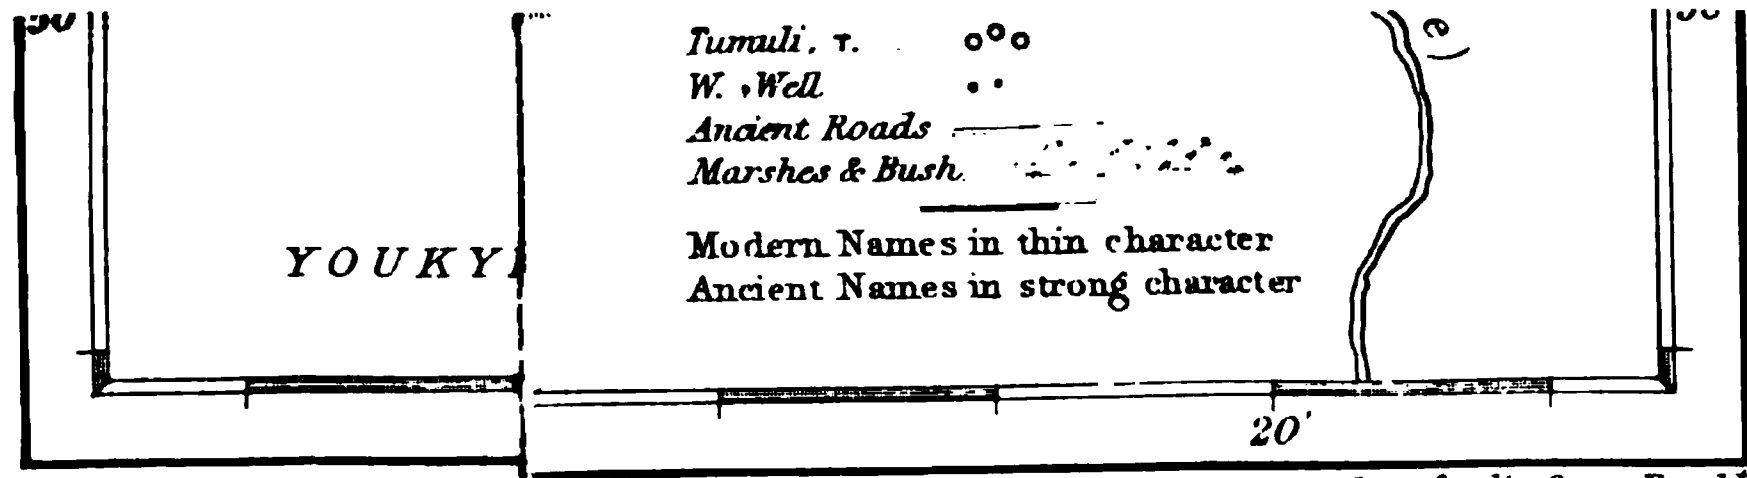 Tumuli. T.
W. Well
Ancient Roads
Marshes & Bush
Modern Names in thin character
Ancient Names in strong character
YOUKY
20'